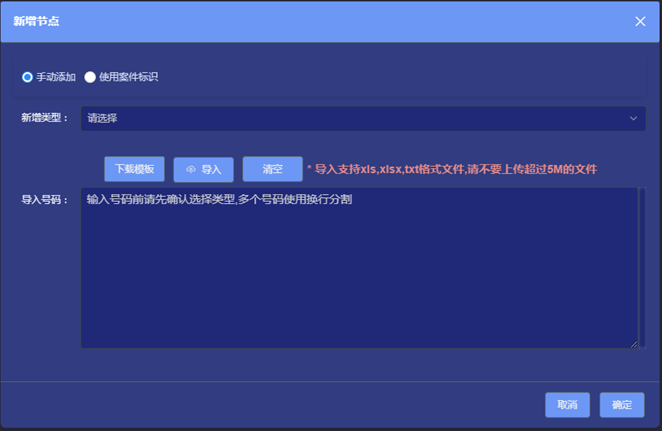 新增节点
手动添加 使用案件标识
新增类型： 请选择
下载模板 导入 清空 * 导入支持xls,xlsx,txt格式文件,请不要上传超过5M的文件
导入号码： 输入号码前请先确认选择类型,多个号码使用换行分割
取消 确定